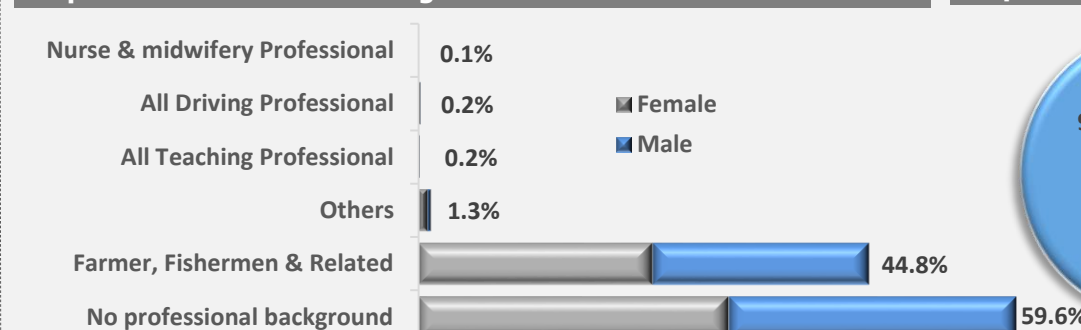 Nurse & midwifery Professional 0.1%
All Driving Professional 0.2%
Female
All Teaching Professional 0.2%
Male
Others 1.3%
Farmer, Fishermen & Related 44.8%
No professional background 59.6%